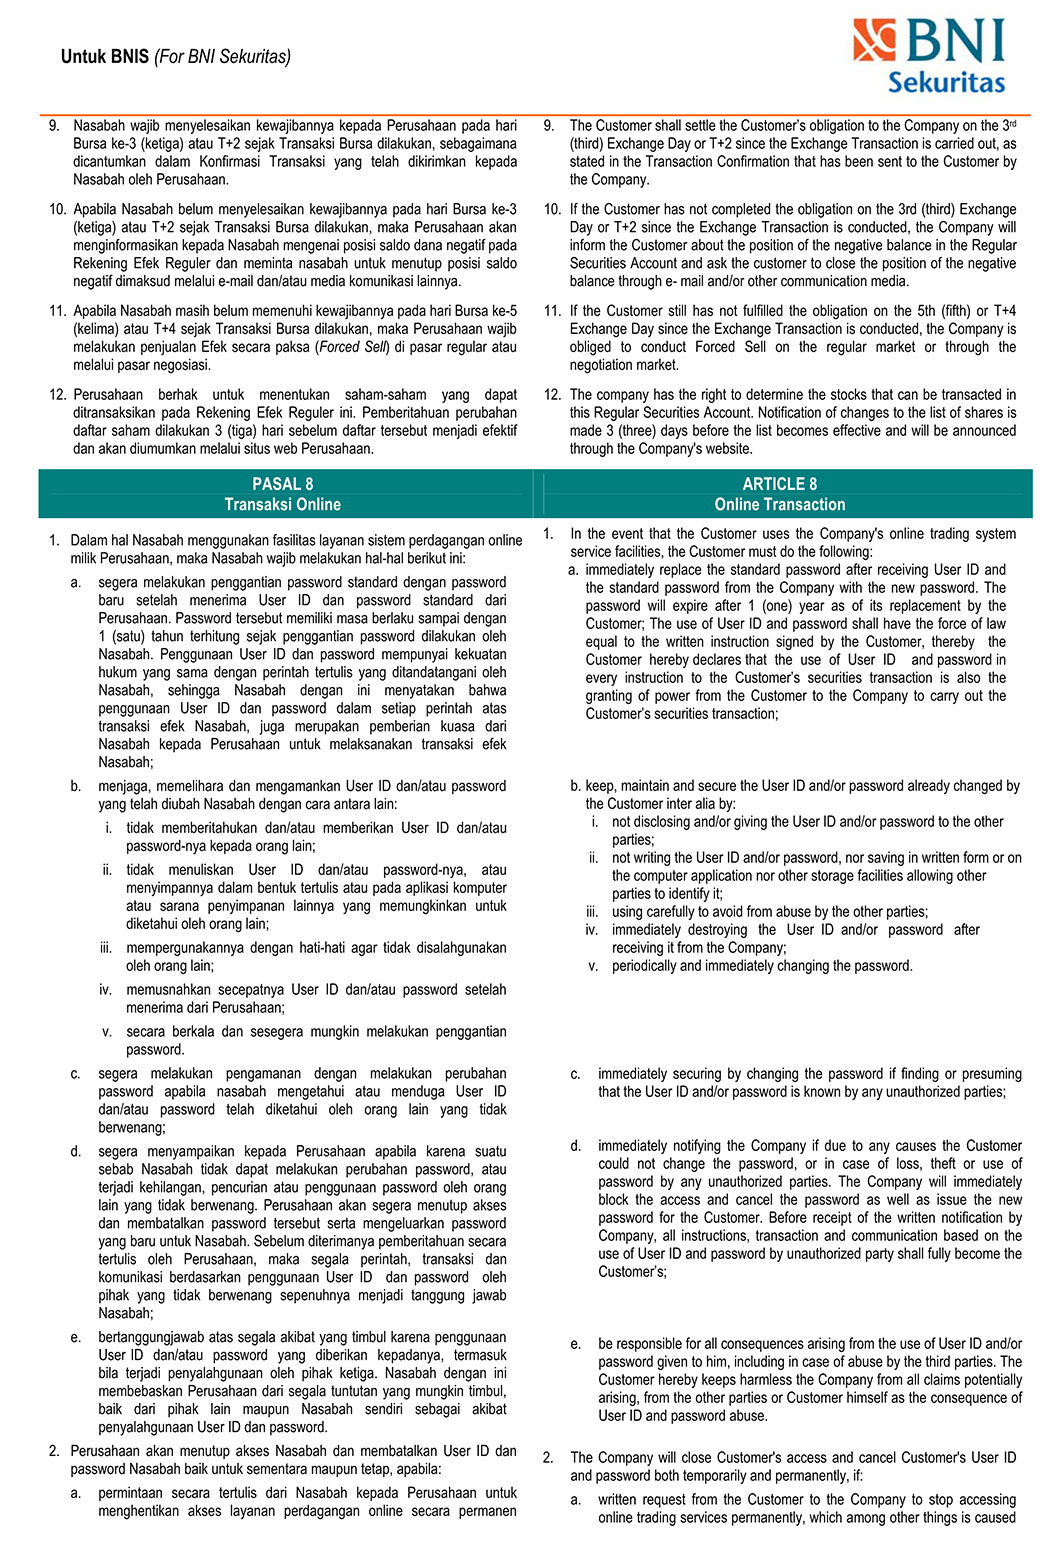 Untuk BNIS (For BNI Sekuritas)
BNI
Sekuritas
9. Nasabah wajib menyelesaikan kewajibannya kepada Perusahaan pada hari
Bursa ke-3 (ketiga) atau T+2 sejak Transaksi Bursa dilakukan, sebagaimana
dicantumkan dalam Konfirmasi Transaksi yang telah dikirimkan kepada
Nasabah oleh Perusahaan.
10. Apabila Nasabah belum menyelesaikan kewajibannya pada hari Bursa ke-3
(ketiga) atau T+2 sejak Transaksi Bursa dilakukan, maka Perusahaan akan
menginformasikan kepada Nasabah mengenai posisi saldo dana negatif pada
Rekening Efek Reguler dan meminta nasabah untuk menutup posisi saldo
negatif dimaksud melalui e-mail dan/atau media komunikasi lainnya.
11. Apabila Nasabah masih belum memenuhi kewajibannya pada hari Bursa ke-5
(kelima) atau T+4 sejak Transaksi Bursa dilakukan, maka Perusahaan wajib
melakukan penjualan Efek secara paksa (Forced Sell) di pasar regular atau
melalui pasar negosiasi.
12. Perusahaan berhak untuk menentukan saham-saham yang dapat
ditransaksikan pada Rekening Efek Reguler ini. Pemberitahuan perubahan
daftar saham dilakukan 3 (tiga) hari sebelum daftar tersebut menjadi efektif
dan akan diumumkan melalui situs web Perusahaan.
9. The Customer shall settle the Customer's obligation to the Company on the 3rd
(third) Exchange Day or T+2 since the Exchange Transaction is carried out, as
stated in the Transaction Confirmation that has been sent to the Customer by
the Company.
10. If the Customer has not completed the obligation on the 3rd (third) Exchange
Day or T+2 since the Exchange Transaction is conducted, the Company will
inform the Customer about the position of the negative balance in the Regular
Securities Account and ask the customer to close the position of the negative
balance through e- mail and/or other communication media.
11. If the Customer still has not fulfilled the obligation on the 5th (fifth) or T+4
Exchange Day since the Exchange Transaction is conducted, the Company is
obliged to conduct Forced Sell on the regular market or through the
negotiation market.
12. The company has the right to determine the stocks that can be transacted in
this Regular Securities Account. Notification of changes to the list of shares is
made 3 (three) days before the list becomes effective and will be announced
through the Company's website.
PASAL 8
Transaksi Online
ARTICLE 8
Online Transaction
1. Dalam hal Nasabah menggunakan fasilitas layanan sistem perdagangan online
milik Perusahaan, maka Nasabah wajib melakukan hal-hal berikut ini:
a. segera melakukan penggantian password standard dengan password
baru setelah menerima User ID dan password standard dari
Perusahaan. Password tersebut memiliki masa berlaku sampai dengan
1 (satu) tahun terhitung sejak penggantian password dilakukan oleh
Nasabah. Penggunaan User ID dan password mempunyai kekuatan
hukum yang sama dengan perintah tertulis yang ditandatangani oleh
Nasabah, sehingga Nasabah dengan ini menyatakan bahwa
penggunaan User ID dan password dalam setiap perintah atas
transaksi efek Nasabah, juga merupakan pemberian kuasa dari
Nasabah kepada Perusahaan untuk melaksanakan transaksi efek
Nasabah;
b. menjaga, memelihara dan mengamankan User ID dan/atau password
yang telah diubah Nasabah dengan cara antara lain:
i. tidak memberitahukan dan/atau memberikan User ID dan/atau
password-nya kepada orang lain;
ii. tidak menuliskan User ID dan/atau password-nya, atau
menyimpannya dalam bentuk tertulis atau pada aplikasi komputer
atau sarana penyimpanan lainnya yang memungkinkan untuk
diketahui oleh orang lain;
iii. mempergunakannya dengan hati-hati agar tidak disalahgunakan
oleh orang lain;
iv. memusnahkan secepatnya User ID dan/atau password setelah
menerima dari Perusahaan;
v. secara berkala dan sesegera mungkin melakukan penggantian
password.
c. segera melakukan pengamanan dengan melakukan perubahan
password apabila nasabah mengetahui atau menduga User ID
dan/atau password telah diketahui oleh orang lain yang tidak
berwenang;
d. segera menyampaikan kepada Perusahaan apabila karena suatu
sebab Nasabah tidak dapat melakukan perubahan password, atau
terjadi kehilangan, pencurian atau penggunaan password oleh orang
lain yang tidak berwenang. Perusahaan akan segera menutup akses
dan membatalkan password tersebut serta mengeluarkan password
yang baru untuk Nasabah. Sebelum diterimanya pemberitahuan secara
tertulis oleh Perusahaan, maka segala perintah, transaksi dan
komunikasi berdasarkan penggunaan User ID dan password oleh
pihak yang tidak berwenang sepenuhnya menjadi tanggung jawab
Nasabah;
e. bertanggungjawab atas segala akibat yang timbul karena penggunaan
User ID dan/atau password yang diberikan kepadanya, termasuk
bila terjadi penyalahgunaan oleh pihak ketiga. Nasabah dengan ini
membebaskan Perusahaan dari segala tuntutan yang mungkin timbul,
baik dari pihak lain maupun Nasabah sendiri sebagai akibat
penyalahgunaan User ID dan password.
2. Perusahaan akan menutup akses Nasabah dan membatalkan User ID dan
password Nasabah baik untuk sementara maupun tetap, apabila:
a. permintaan secara tertulis dari Nasabah kepada Perusahaan untuk
menghentikan akses layanan perdagangan online secara permanen
1. In the event that the Customer uses the Company's online trading system
service facilities, the Customer must do the following:
a. immediately replace the standard password after receiving User ID and
the standard password from the Company with the new password. The
password will expire after 1 (one) year as of its replacement by the
Customer; The use of User ID and password shall have the force of law
equal to the written instruction signed by the Customer, thereby the
Customer hereby declares that the use of User ID and password in
every instruction to the Customer's securities transaction is also the
granting of power from the Customer to the Company to carry out the
Customer's securities transaction;
b. keep, maintain and secure the User ID and/or password already changed by
the Customer inter alia by:
i. not disclosing and/or giving the User ID and/or password to the other
parties;
ii. not writing the User ID and/or password, nor saving in written form or on
the computer application nor other storage facilities allowing other
parties to identify it;
iii. using carefully to avoid from abuse by the other parties;
iv. immediately destroying the User ID and/or password after
receiving it from the Company;
v. periodically and immediately changing the password.
c. immediately securing by changing the password if finding or presuming
that the User ID and/or password is known by any unauthorized parties;
d. immediately notifying the Company if due to any causes the Customer
could not change the password, or in case of loss, theft or use of
password by any unauthorized parties. The Company will immediately
block the access and cancel the password as well as issue the new
password for the Customer. Before receipt of the written notification by
Company, all instructions, transaction and communication based on the
use of User ID and password by unauthorized party shall fully become the
Customer's;
e. be responsible for all consequences arising from the use of User ID and/or
password given to him, including in case of abuse by the third parties. The
Customer hereby keeps harmless the Company from all claims potentially
arising, from the other parties or Customer himself as the consequence of
User ID and password abuse.
2. The Company will close Customer's access and cancel Customer's User ID
and password both temporarily and permanently, if:
a. written request from the Customer to the Company to stop accessing
online trading services permanently, which among other things is caused